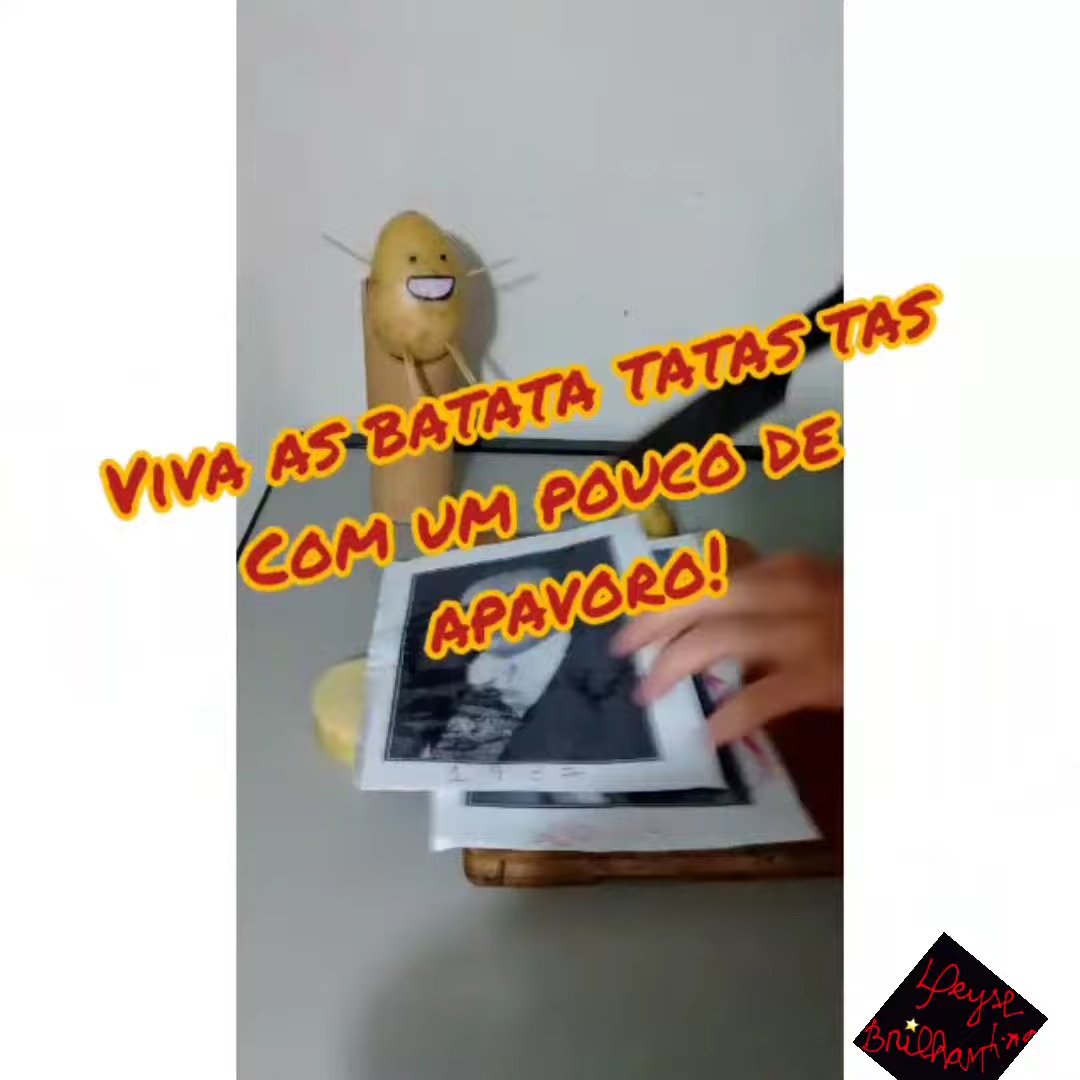 Viva as batata tatas tas
com um pouco de
apavoro!
Deyse
Brilhantina